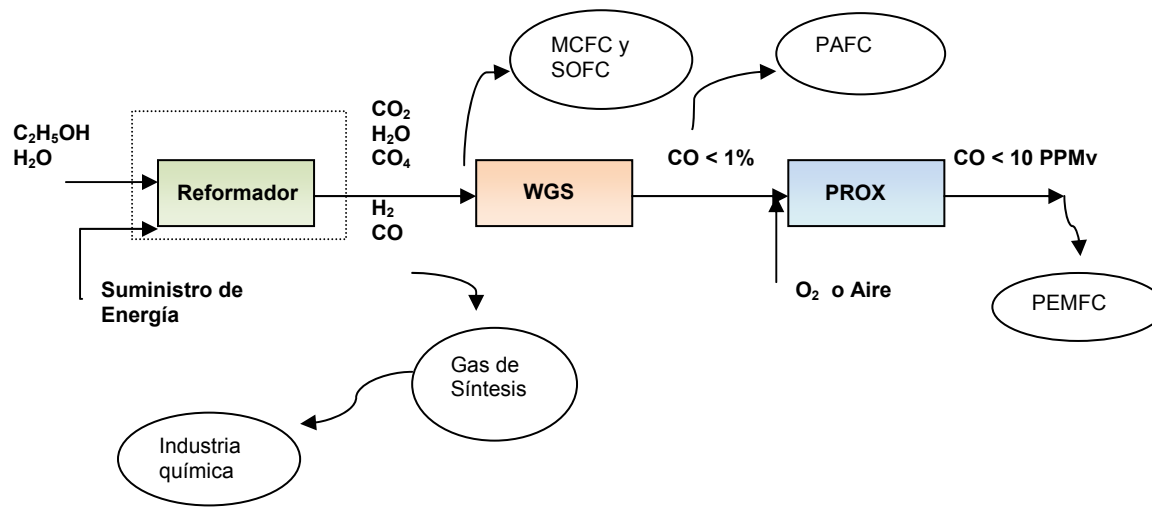 C₂H₅OH
H₂O
Reformador
Suministro de
Energía
CO₂
H₂O
CO₄
H₂
CO
MCFC y
SOFC
WGS
Gas de
Síntesis
Industria
química
CO < 1%
PAFC
PROX
O₂ o Aire
CO < 10 PPMv
PEMFC